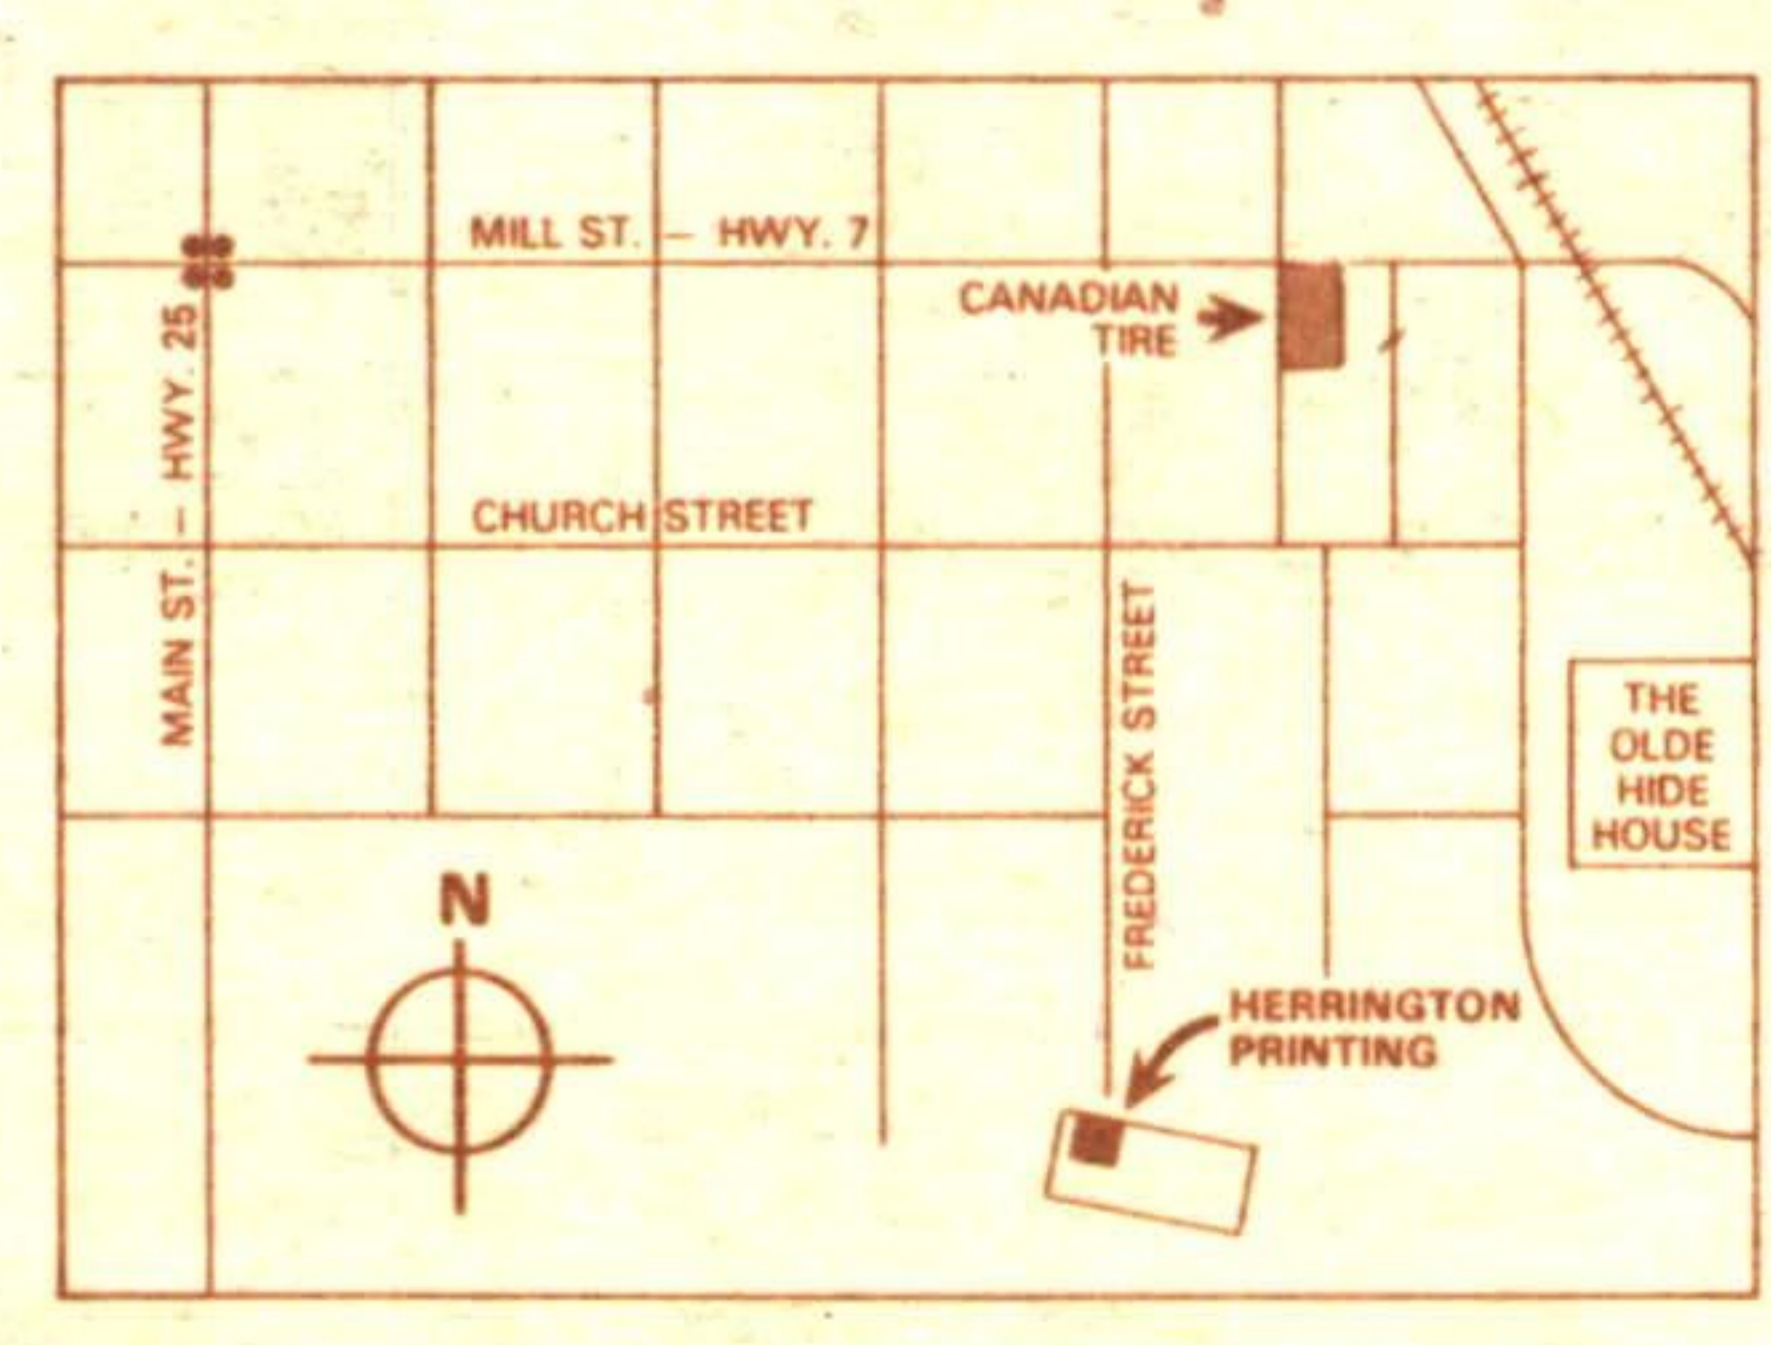 MILL ST. — HWY. 7
CANADIAN
TIRE
MAIN ST. — HWY. 25
CHURCH STREET
FREDERICK STREET
THE
OLDE
HIDE
HOUSE
N
HERRINGTON
PRINTING